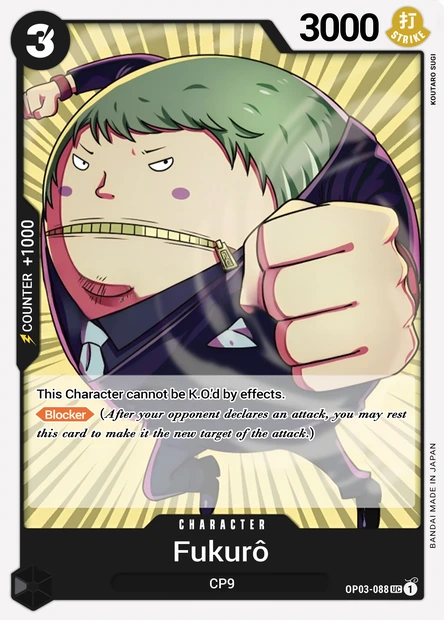 3
3000
打
STRIKE
KOUTARO SUGI
COUNTER +1000
This Character cannot be K.O.'d by effects.
Blocker (After your opponent declares an attack, you may rest
this card to make it the new target of the attack.)
BANDAI MADE IN JAPAN
CHARACTER
Fukurô
CP9
OP03-088 UC 1